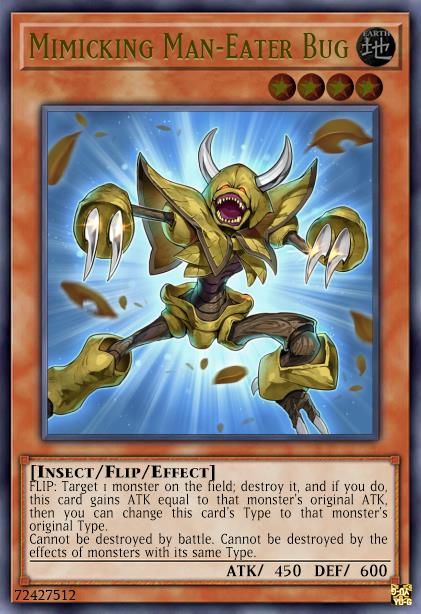 Mimicking Man-Eater Bug
EARTH
地
[Insect/Flip/Effect]
FLIP: Target 1 monster on the field; destroy it, and if you do,
this card gains ATK equal to that monster's original ATK,
then you can change this card's Type to that monster's
original Type.
Cannot be destroyed by battle. Cannot be destroyed by the
effects of monsters with its same Type.
ATK/ 450 DEF/ 600
72427512